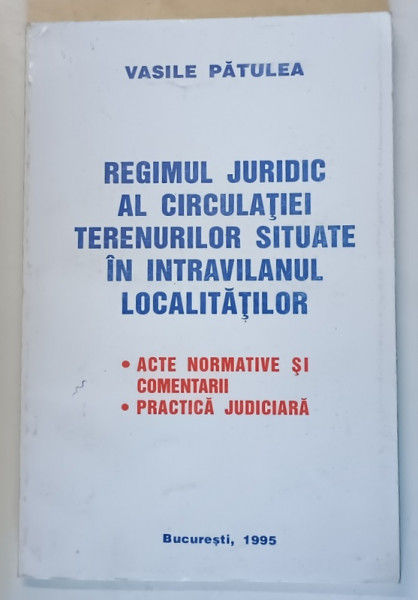 VASILE PĂTULEA
REGIMUL JURIDIC
AL CIRCULAŢIEI
TERENURILOR SITUATE
ÎN INTRAVILANUL
LOCALITĂŢILOR
• ACTE NORMATIVE ŞI
COMENTARII
• PRACTICĂ JUDICIARĂ
Bucureşti, 1995